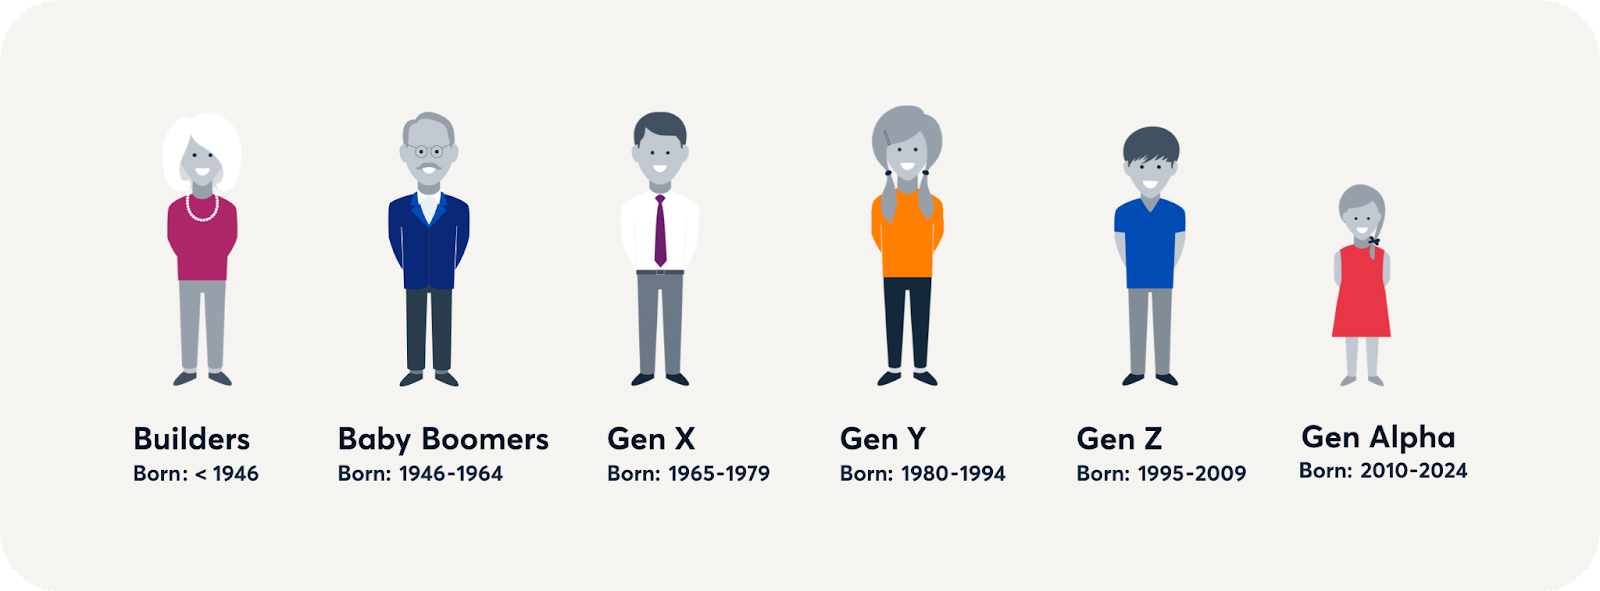 Builders
Born: < 1946
Baby Boomers
Born: 1946-1964
Gen X
Born: 1965-1979
Gen Y
Born: 1980-1994
Gen Z
Born: 1995-2009
Gen Alpha
Born: 2010-2024